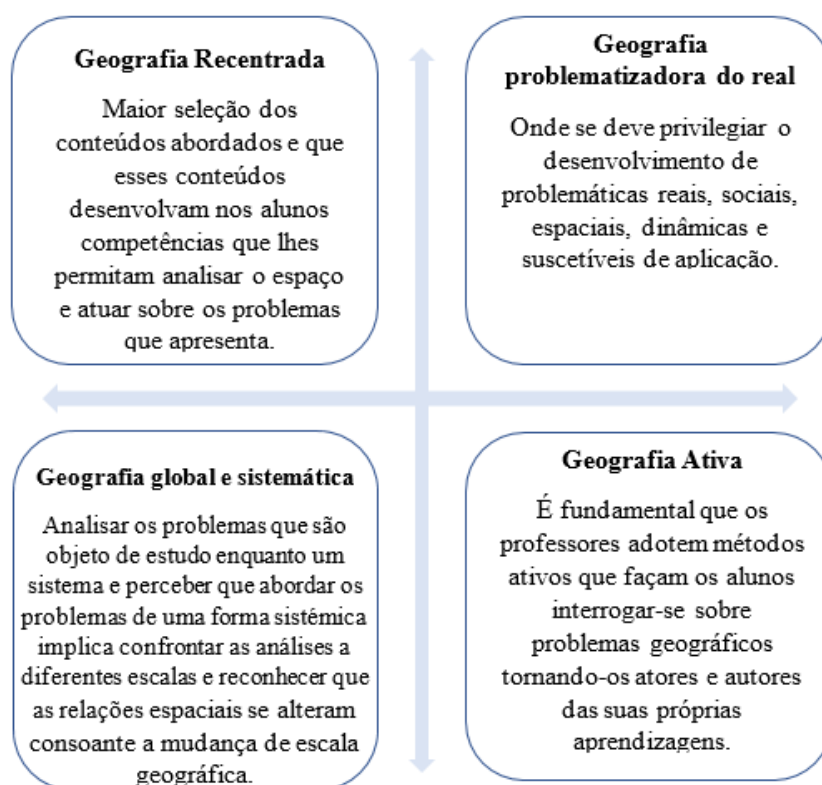 Geografia Recentrada
Maior seleção dos
conteúdos abordados e que
esses conteúdos
desenvolvam nos alunos
competências que lhes
permitam analisar o espaço
e atuar sobre os problemas
que apresenta.
Geografia
problematizadora do real
Onde se deve privilegiar o
desenvolvimento de
problemáticas reais, sociais,
espaciais, dinâmicas e
suscetíveis de aplicação.
Geografia global e sistemática
Analisar os problemas que são
objeto de estudo enquanto um
sistema e perceber que abordar os
problemas de uma forma sistémica
implica confrontar as análises a
diferentes escalas e reconhecer que
as relações espaciais se alteram
consoante a mudança de escala
geográfica.
Geografia Ativa
É fundamental que os
professores adotem métodos
ativos que façam os alunos
interrogar-se sobre
problemas geográficos
tornando-os atores e autores
das suas próprias
aprendizagens.